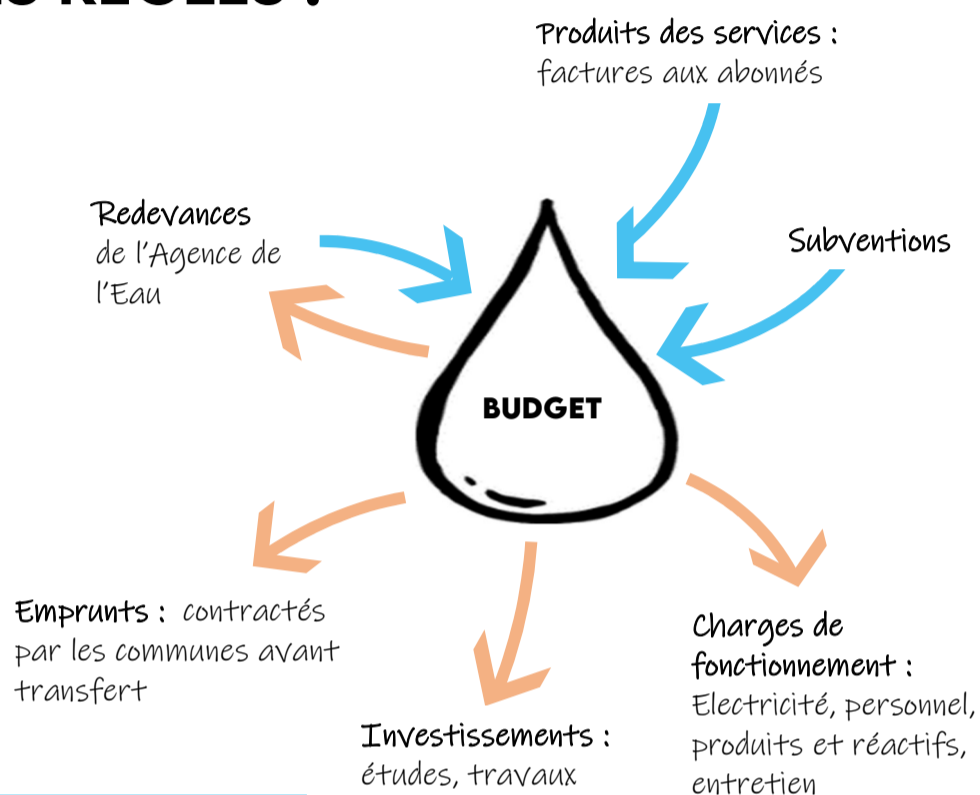 RÈGLES :
Produits des services :
factures aux abonnés
Redevances
de l'Agence de
l'Eau
Subventions
BUDGET
Emprunts : contractés
par les communes avant
transfert
Investissements :
études, travaux
Charges de
fonctionnement :
Electricité, personnel,
produits et réactifs,
entretien